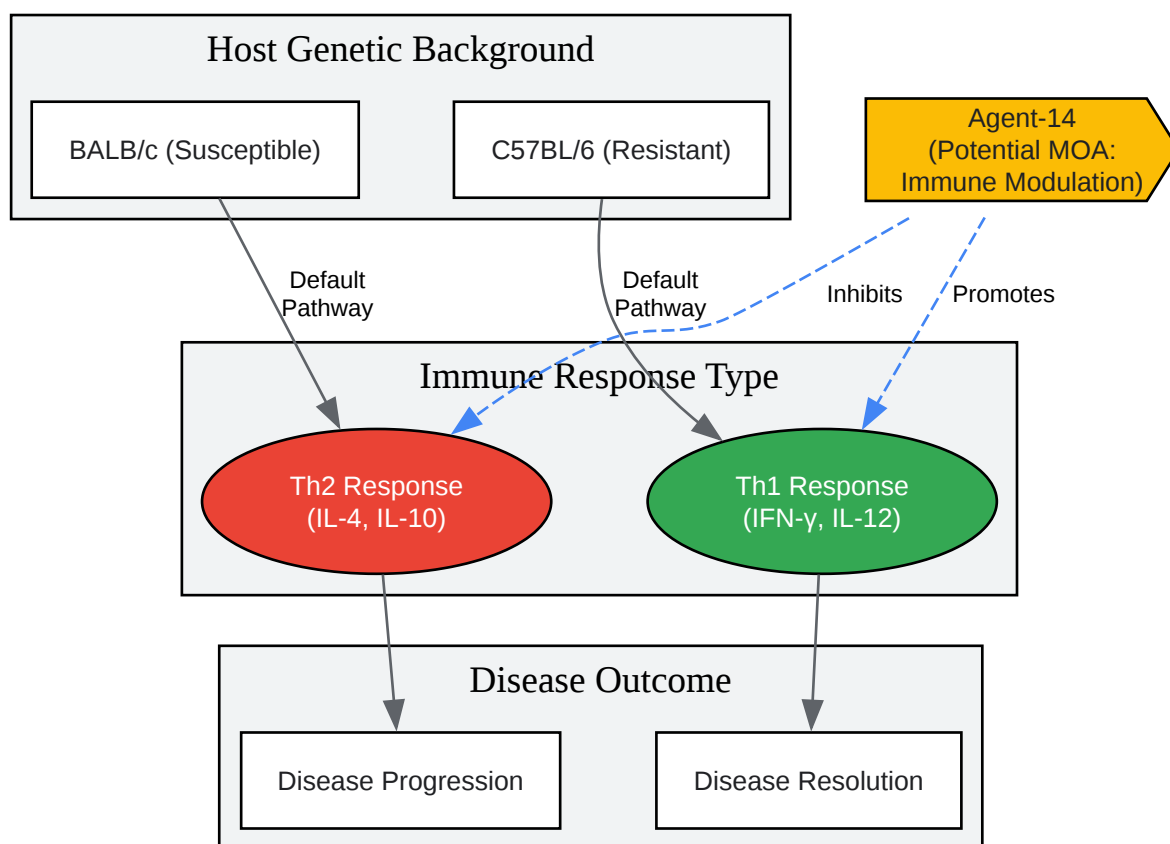 Host Genetic Background
BALB/c (Susceptible)
C57BL/6 (Resistant)
Agent-14
(Potential MOA:
Immune Modulation)
Default
Pathway
Default
Pathway
Inhibits
Promotes
Immune Response Type
Th2 Response
(IL-4, IL-10)
Th1 Response
(IFN-γ, IL-12)
Disease Outcome
Disease Progression
Disease Resolution